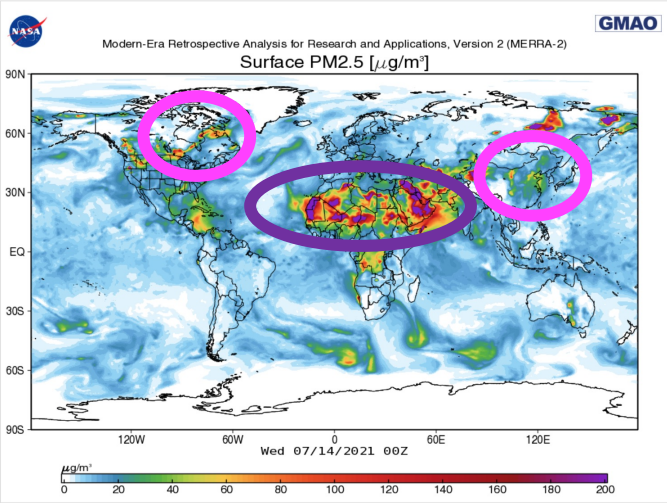 NASA
GMAO
Modern-Era Retrospective Analysis for Research and Applications, Version 2 (MERRA-2)
Surface PM2.5 [μg/m³]
90N
60N
30N
EQ
30S
60S
90S
120W 60W 0 60E 120E
Wed 07/14/2021 00Z
μg/m³
0 20 40 60 80 100 120 140 160 180 200